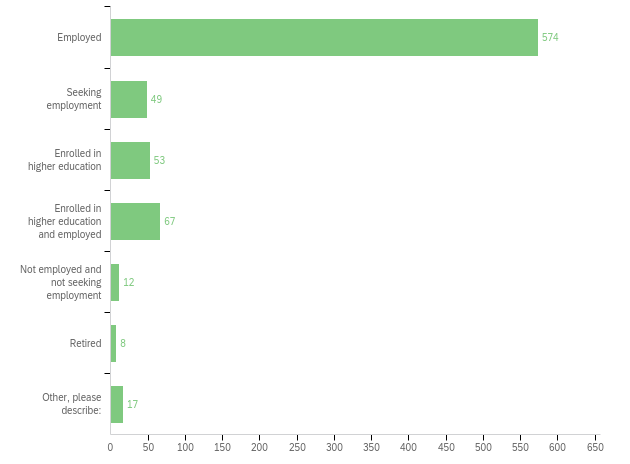 Employed
574
Seeking
employment
49
Enrolled in
higher education
53
Enrolled in
higher education
and employed
67
Not employed and
not seeking
employment
12
Retired
8
Other, please
describe:
17
0 50 100 150 200 250 300 350 400 450 500 550 600 650